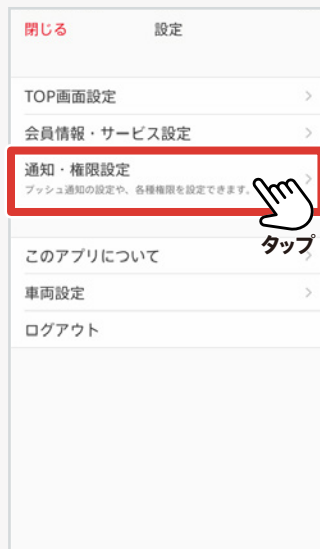 閉じる 設定
TOP画面設定
会員情報・サービス設定
通知・権限設定
プッシュ通知の設定や、各種権限を設定できます。
タップ
このアプリについて
車両設定
ログアウト